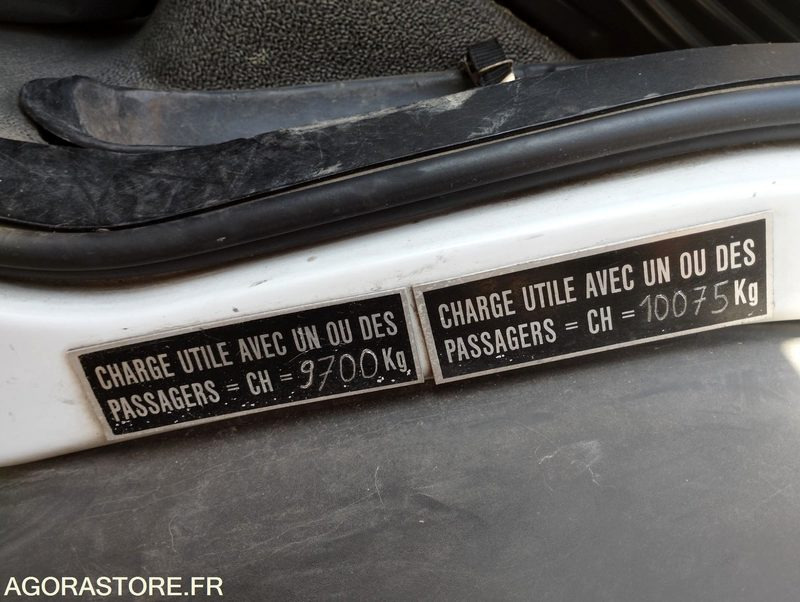 CHARGE UTILE AVEC UN OU DES
PASSAGERS = CH = 9700 Kg
CHARGE UTILE AVEC UN OU DES
PASSAGERS = CH = 10075 Kg
AGORASTORE.FR